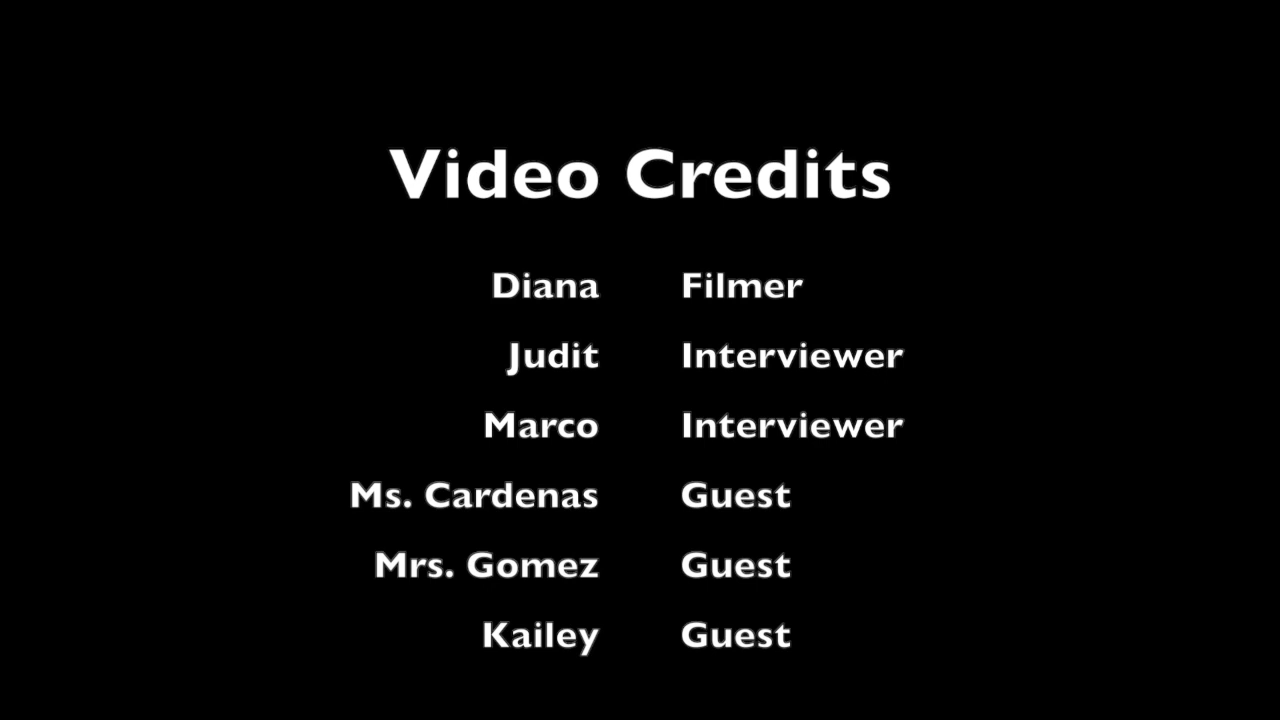 Video Credits
Diana Filmer
Judit Interviewer
Marco Interviewer
Ms. Cardenas Guest
Mrs. Gomez Guest
Kailey Guest